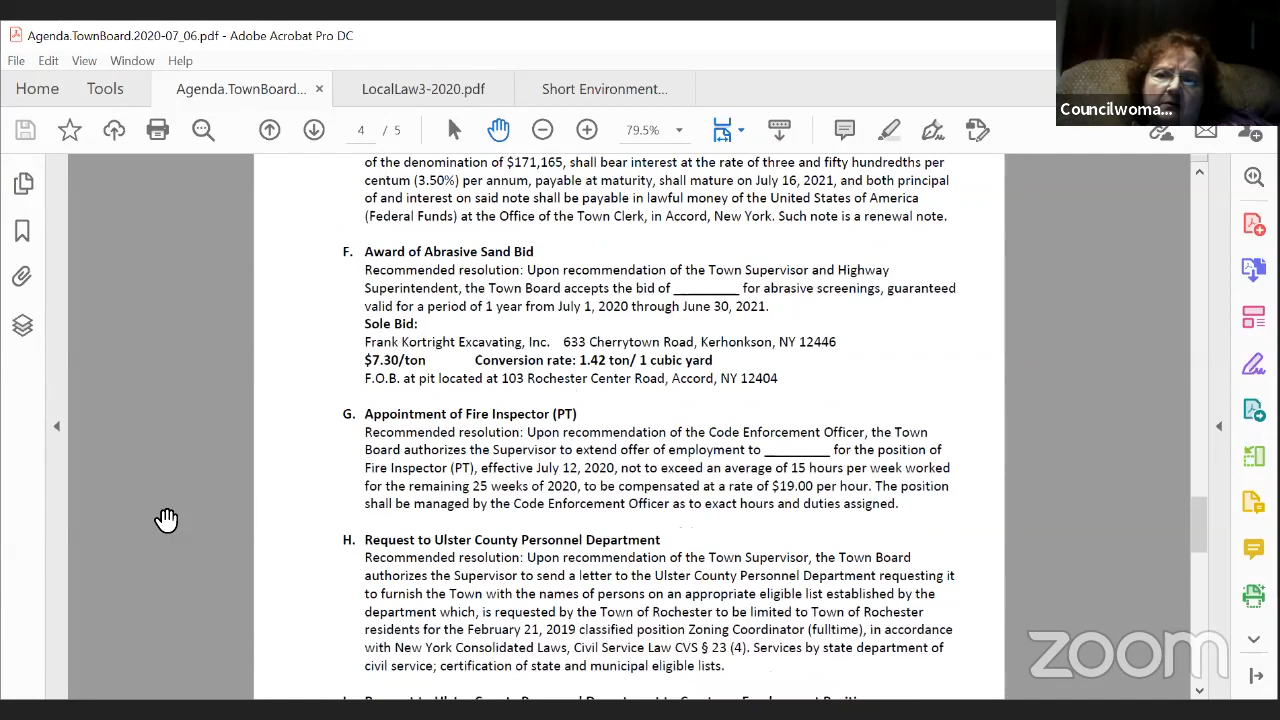 Agenda.TownBoard.2020-07_06.pdf - Adobe Acrobat Pro DC
File Edit View Window Help
Home Tools Agenda.TownBoard... × LocalLaw3-2020.pdf Short Environment...
4 / 5 79.5%
Councilwoma...
of the denomination of $171,165, shall bear interest at the rate of three and fifty hundredths per
centum (3.50%) per annum, payable at maturity, shall mature on July 16, 2021, and both principal
of and interest on said note shall be payable in lawful money of the United States of America
(Federal Funds) at the Office of the Town Clerk, in Accord, New York. Such note is a renewal note.
F. Award of Abrasive Sand Bid
Recommended resolution: Upon recommendation of the Town Supervisor and Highway
Superintendent, the Town Board accepts the bid of _________ for abrasive screenings, guaranteed
valid for a period of 1 year from July 1, 2020 through June 30, 2021.
Sole Bid:
Frank Kortright Excavating, Inc. 633 Cherrytown Road, Kerhonkson, NY 12446
$7.30/ton Conversion rate: 1.42 ton/ 1 cubic yard
F.O.B. at pit located at 103 Rochester Center Road, Accord, NY 12404
G. Appointment of Fire Inspector (PT)
Recommended resolution: Upon recommendation of the Code Enforcement Officer, the Town
Board authorizes the Supervisor to extend offer of employment to _________ for the position of
Fire Inspector (PT), effective July 12, 2020, not to exceed an average of 15 hours per week worked
for the remaining 25 weeks of 2020, to be compensated at a rate of $19.00 per hour. The position
shall be managed by the Code Enforcement Officer as to exact hours and duties assigned.
H. Request to Ulster County Personnel Department
Recommended resolution: Upon recommendation of the Town Supervisor, the Town Board
authorizes the Supervisor to send a letter to the Ulster County Personnel Department requesting it
to furnish the Town with the names of persons on an appropriate eligible list established by the
department which, is requested by the Town of Rochester to be limited to Town of Rochester
residents for the February 21, 2019 classified position Zoning Coordinator (fulltime), in accordance
with New York Consolidated Laws, Civil Service Law CVS § 23 (4). Services by state department of
civil service; certification of state and municipal eligible lists.
zoom